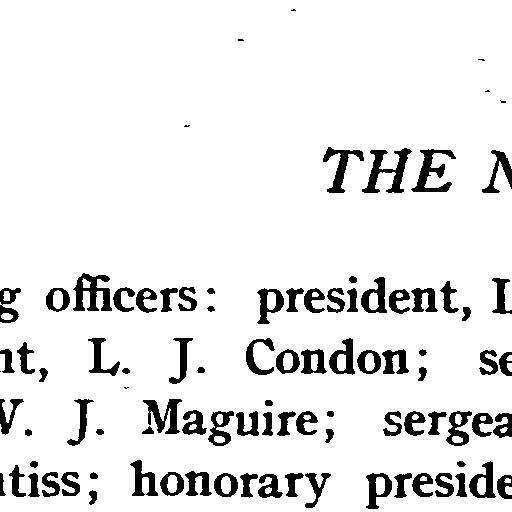 THE N
g officers: president, L
nt, L. J. Condon; se
W. J. Maguire; sergea
ntiss; honorary preside